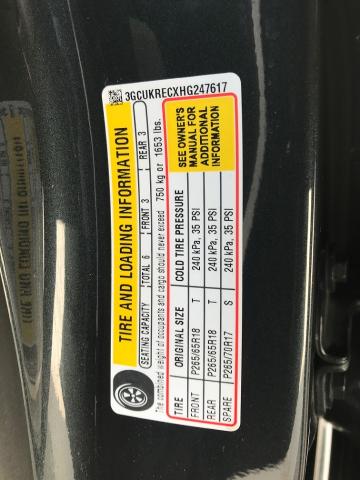 3GCUKRECXHG247617
TIRE AND LOADING INFORMATION
SEATING CAPACITY TOTAL 6 FRONT 3 REAR 3
The combined weight of occupants and cargo should never exceed 750 kg or 1653 lbs.
TIRE ORIGINAL SIZE COLD TIRE PRESSURE
FRONT P265/65R18 T 240 kPa, 35 PSI
REAR P265/65R18 T 240 kPa, 35 PSI
SPARE P265/70R17 S 240 kPa, 35 PSI
SEE OWNER'S
MANUAL FOR
ADDITIONAL
INFORMATION